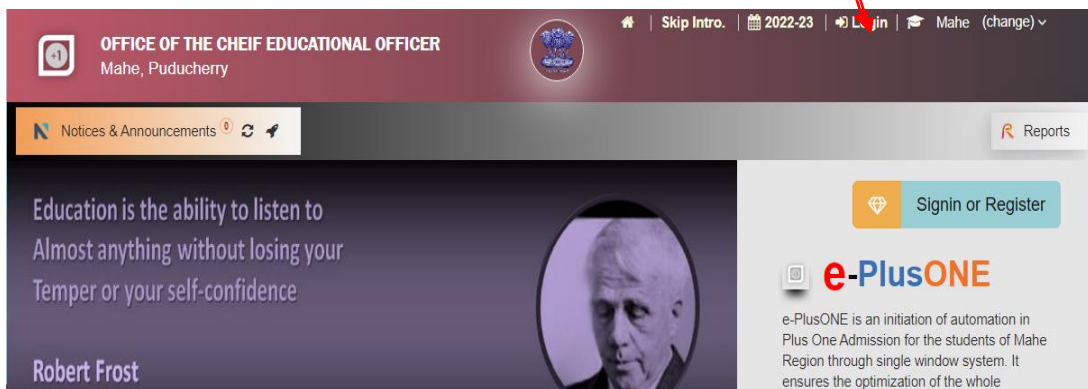 Skip Intro. | 2022-23 | Login | Mahe (change)
+1
OFFICE OF THE CHEIF EDUCATIONAL OFFICER
Mahe, Puducherry
Notices & Announcements 0
Reports
Education is the ability to listen to
Almost anything without losing your
Temper or your self-confidence
Robert Frost
Signin or Register
e-PlusONE
e-PlusONE is an initiation of automation in
Plus One Admission for the students of Mahe
Region through single window system. It
ensures the optimization of the whole